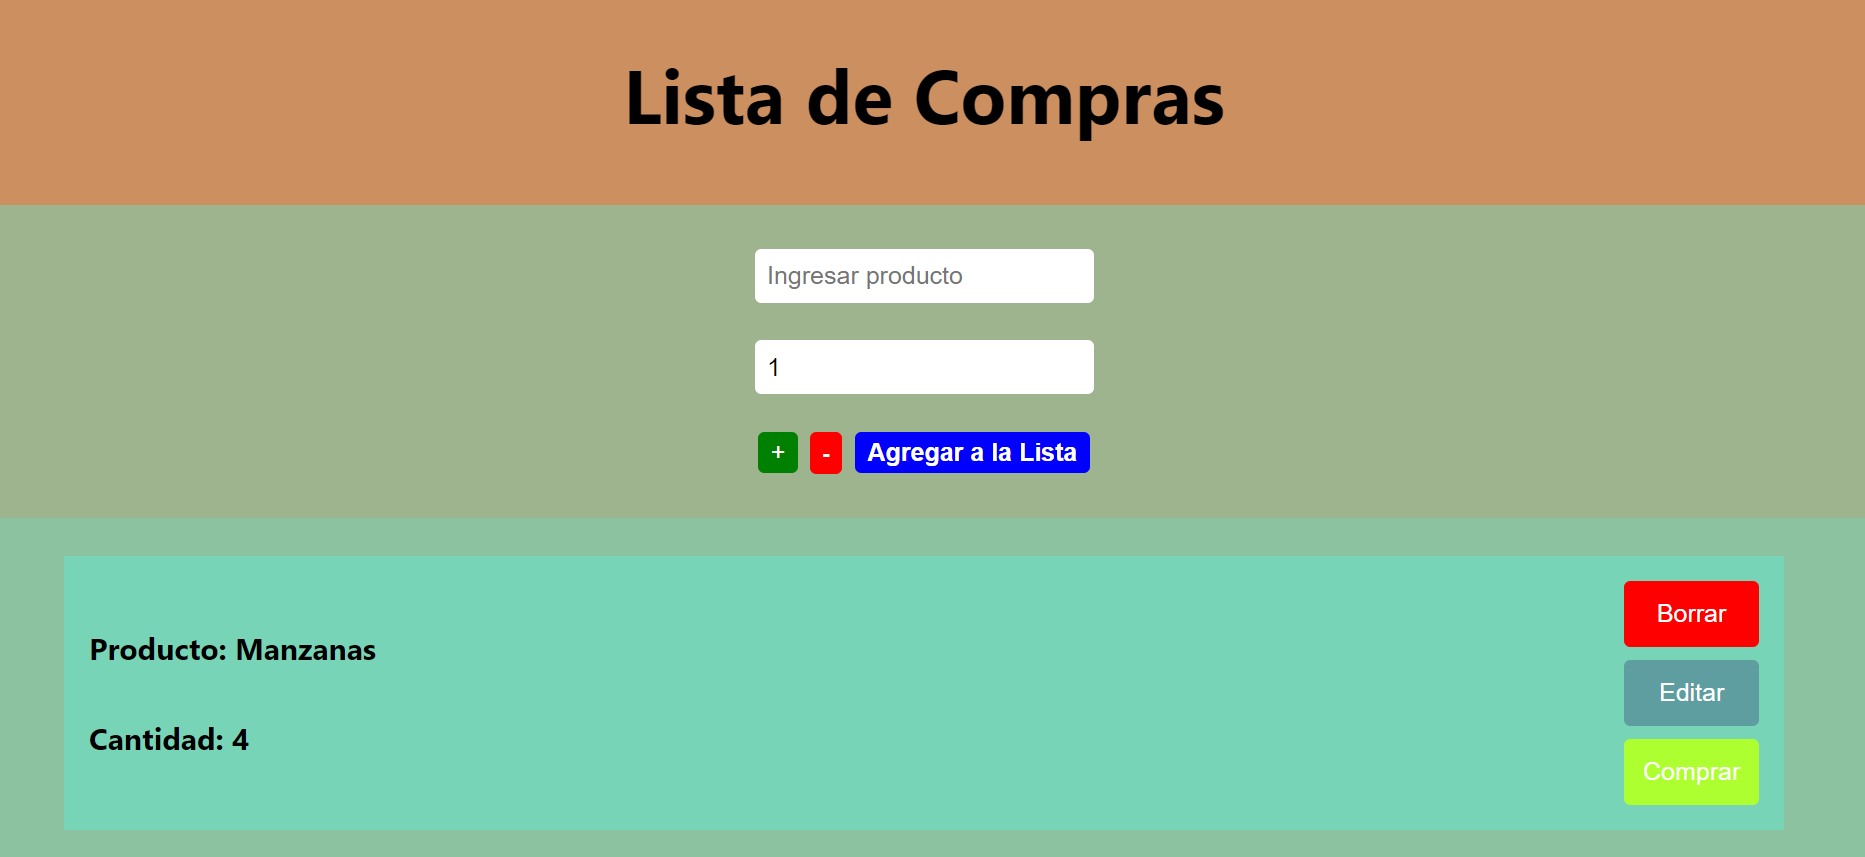 Lista de Compras
Ingresar producto
1
+ - Agregar a la Lista
Borrar
Producto: Manzanas
Editar
Cantidad: 4
Comprar